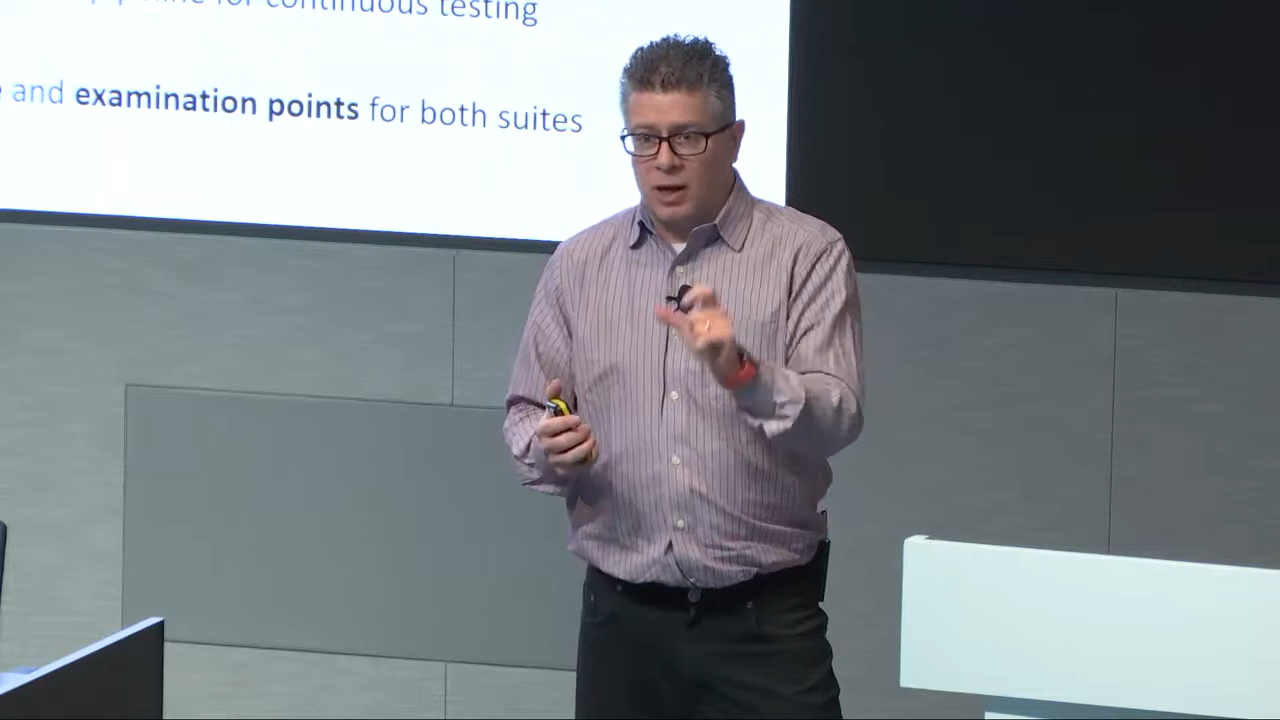 for continuous testing
and examination points for both suites